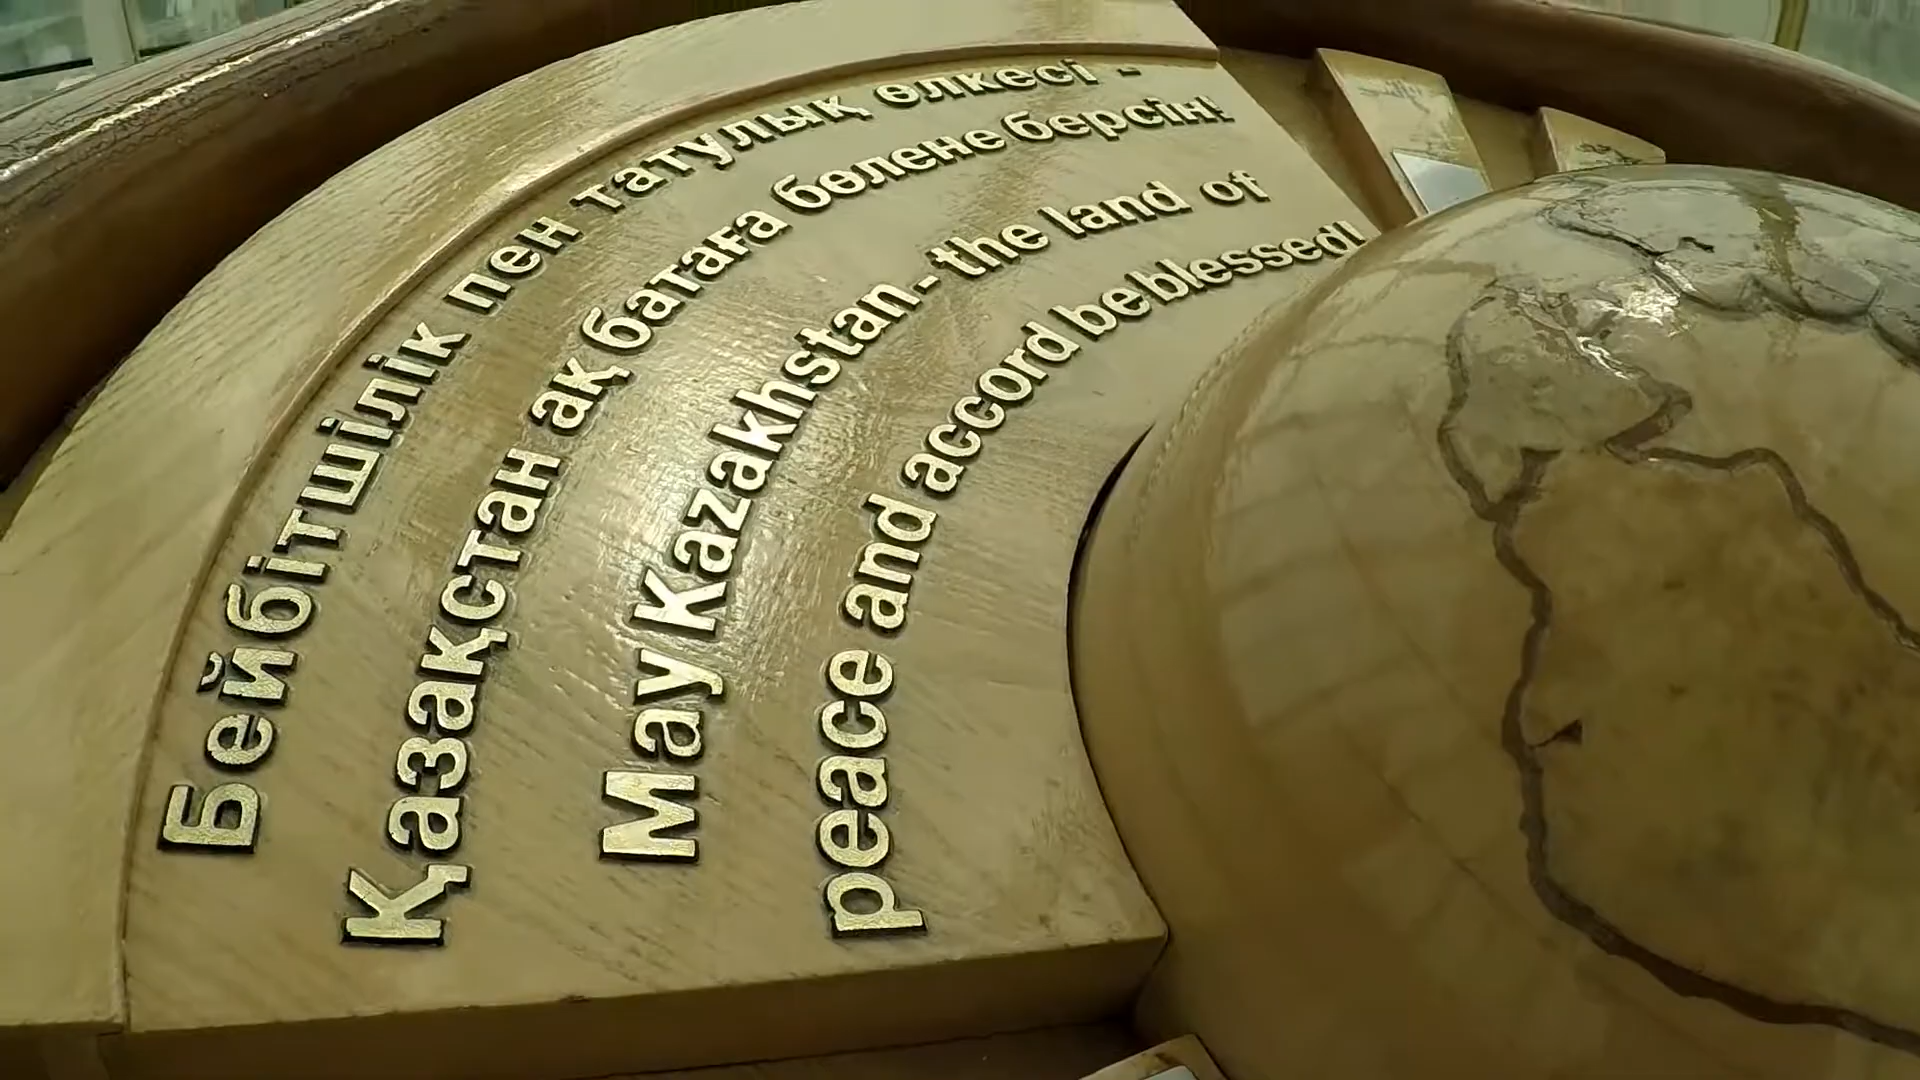 Бейбітшілік пен татулық өлкесі -
Қазақстан ақ батаға бөлене берсін!
May Kazakhstan - the land of
peace and accord be blessed!